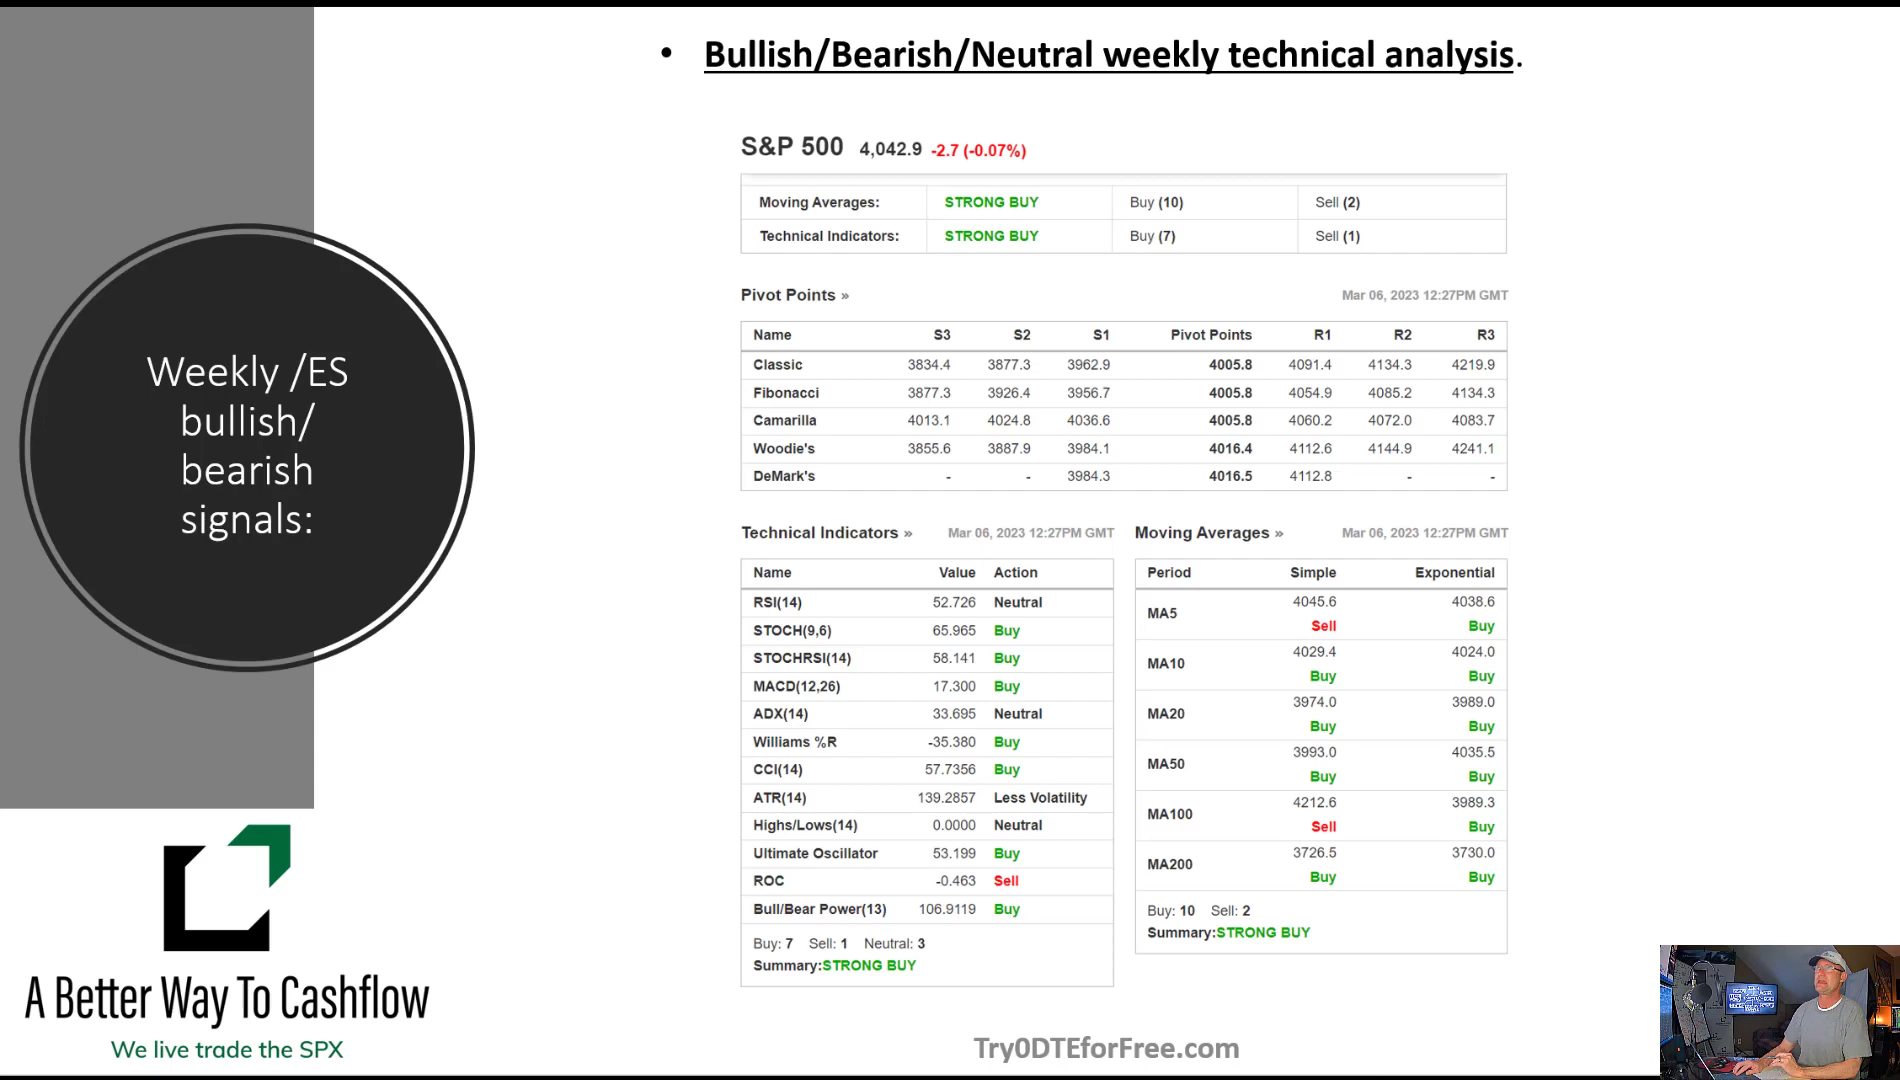 • Bullish/Bearish/Neutral weekly technical analysis.
S&P 500 4,042.9 -2.7 (-0.07%)
Moving Averages: STRONG BUY Buy (10) Sell (2)
Technical Indicators: STRONG BUY Buy (7) Sell (1)
Pivot Points » Mar 06, 2023 12:27PM GMT
Name S3 S2 S1 Pivot Points R1 R2 R3
Classic 3834.4 3877.3 3962.9 4005.8 4091.4 4134.3 4219.9
Fibonacci 3877.3 3926.4 3956.7 4005.8 4054.9 4085.2 4134.3
Camarilla 4013.1 4024.8 4036.6 4005.8 4060.2 4072.0 4083.7
Woodie's 3855.6 3887.9 3984.1 4016.4 4112.6 4144.9 4241.1
DeMark's - - 3984.3 4016.5 4112.8 - -
Weekly /ES
bullish/
bearish
signals:
Technical Indicators » Mar 06, 2023 12:27PM GMT
Name Value Action
RSI(14) 52.726 Neutral
STOCH(9,6) 65.965 Buy
STOCHRSI(14) 58.141 Buy
MACD(12,26) 17.300 Buy
ADX(14) 33.695 Neutral
Williams %R -35.380 Buy
CCI(14) 57.7356 Buy
ATR(14) 139.2857 Less Volatility
Highs/Lows(14) 0.0000 Neutral
Ultimate Oscillator 53.199 Buy
ROC -0.463 Sell
Bull/Bear Power(13) 106.9119 Buy
Buy: 7 Sell: 1 Neutral: 3
Summary:STRONG BUY
Moving Averages » Mar 06, 2023 12:27PM GMT
Period Simple Exponential
MA5 4045.6 4038.6
Sell Buy
MA10 4029.4 4024.0
Buy Buy
MA20 3974.0 3989.0
Buy Buy
MA50 3993.0 4035.5
Buy Buy
MA100 4212.6 3989.3
Sell Buy
MA200 3726.5 3730.0
Buy Buy
Buy: 10 Sell: 2
Summary:STRONG BUY
A Better Way To Cashflow
We live trade the SPX
Try0DTEforFree.com